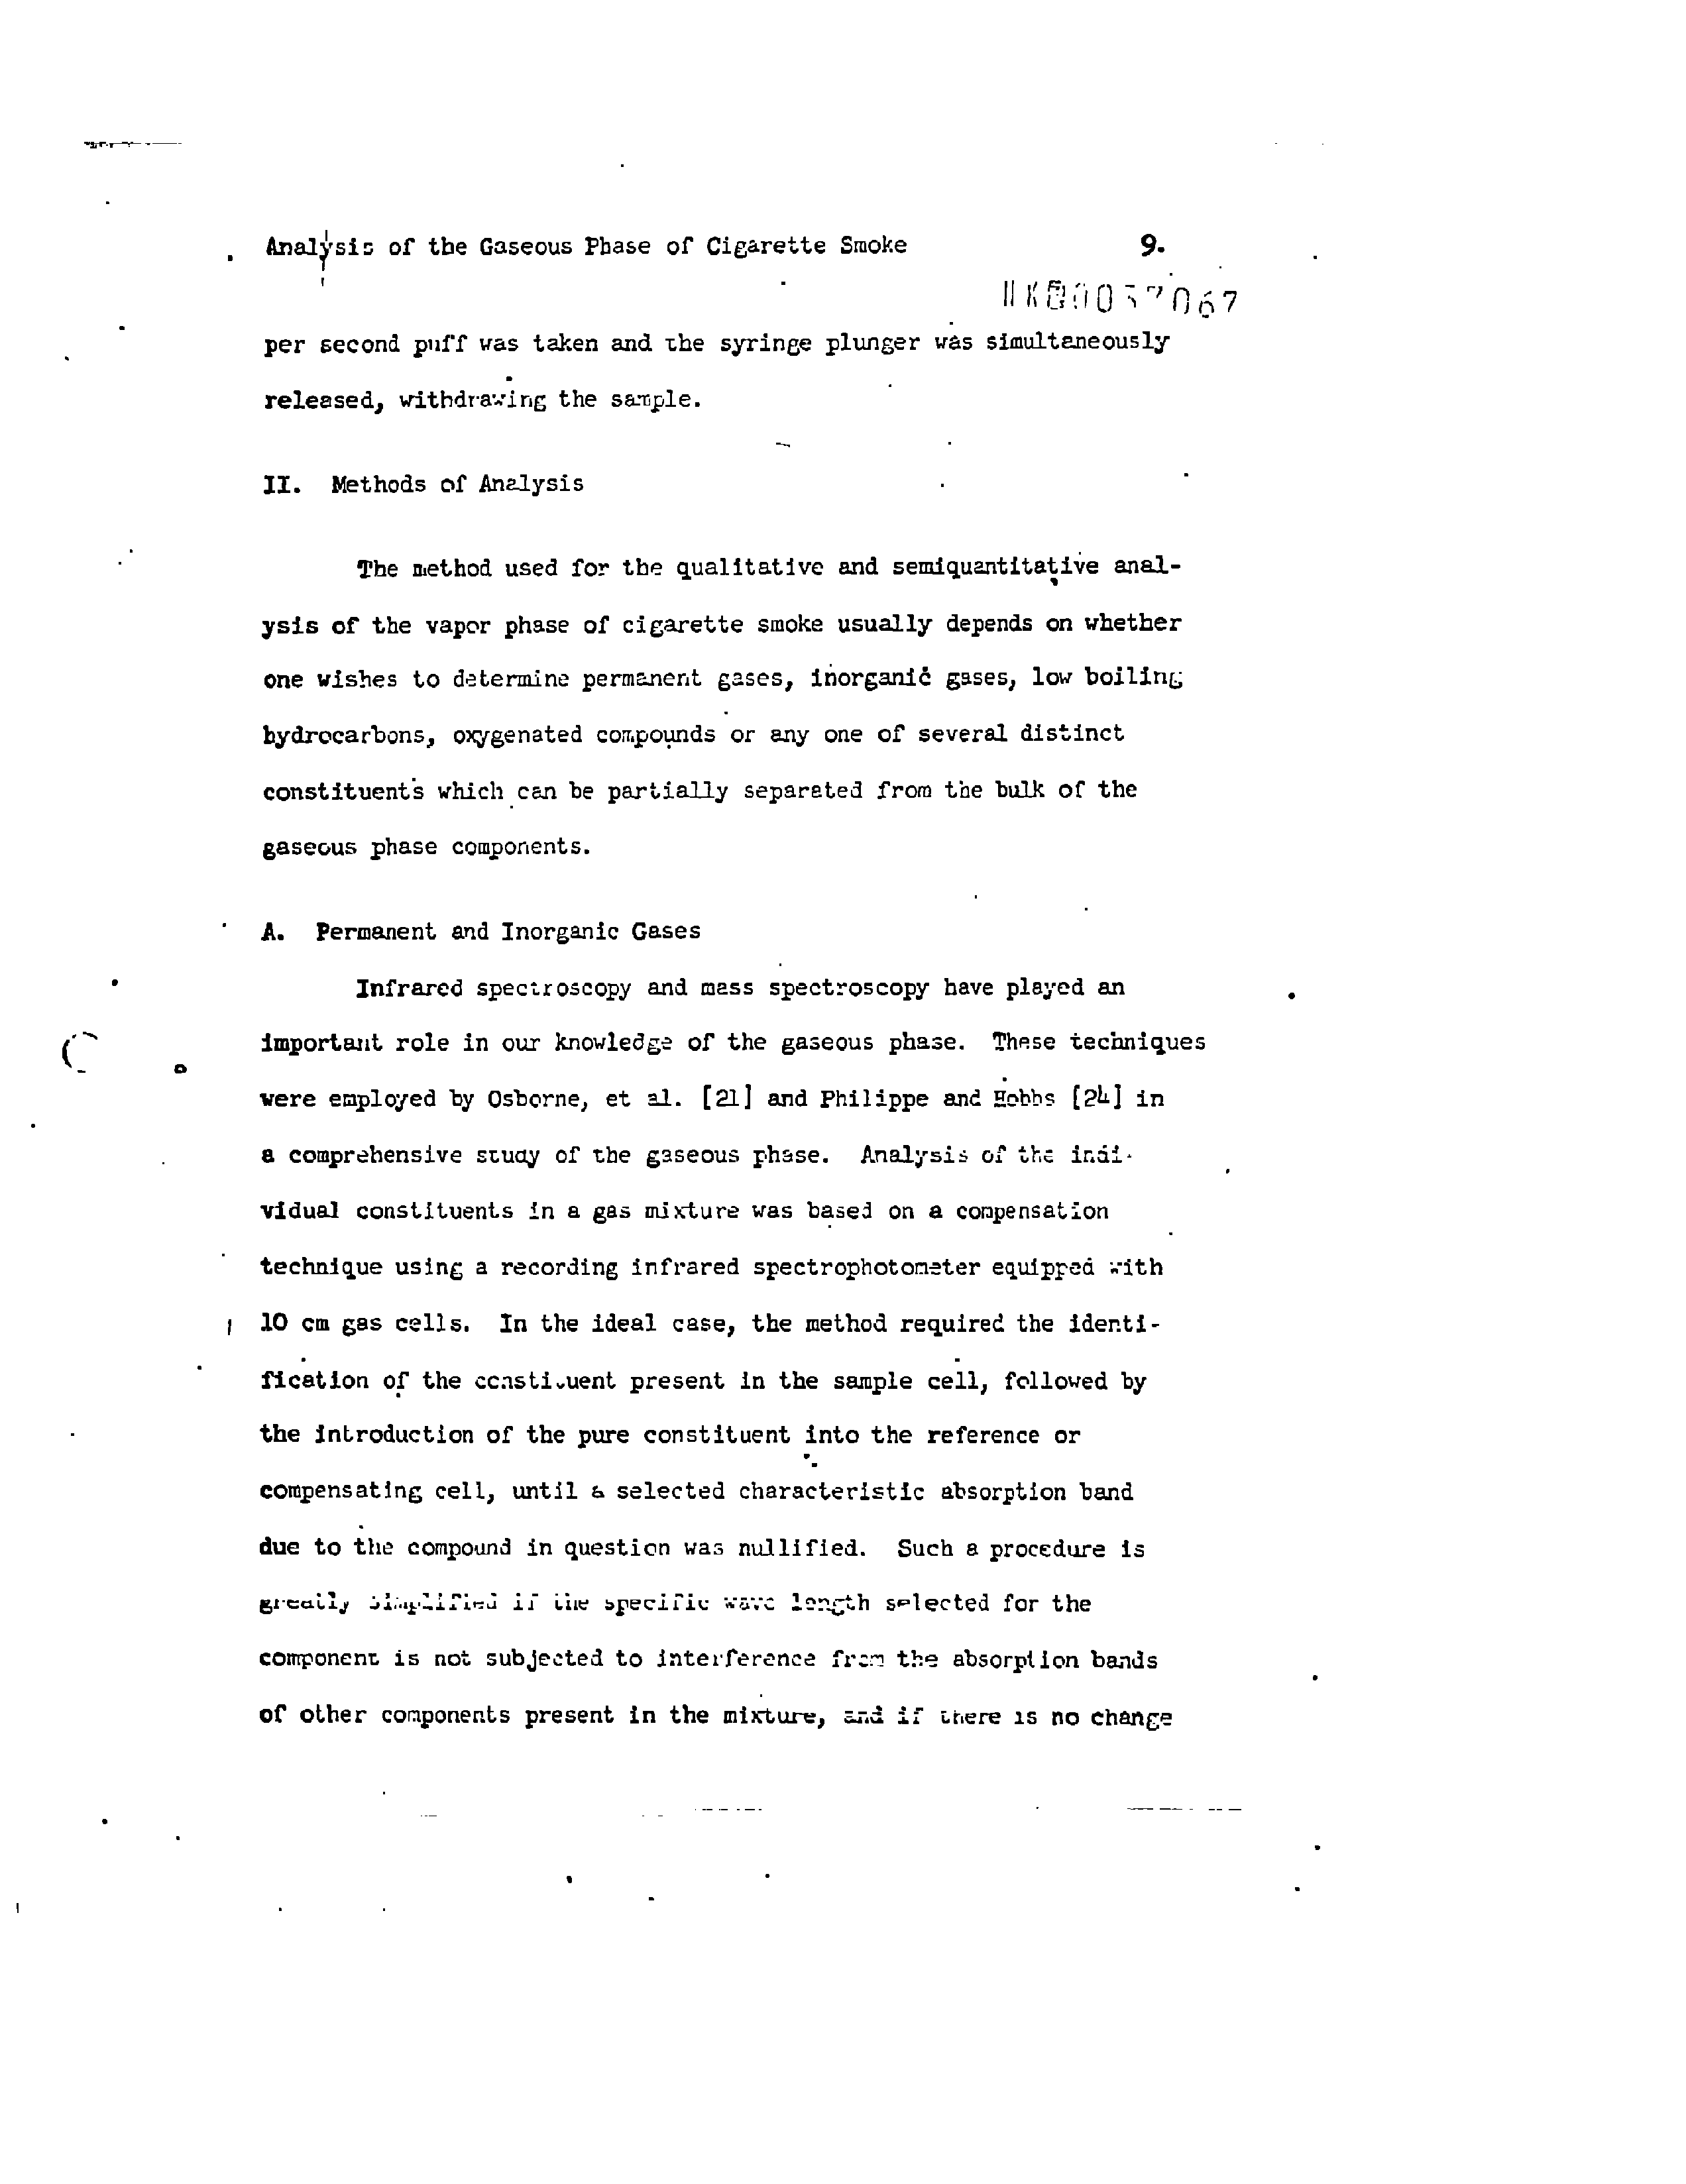 Analysis of the Gaseous Phase of Cigarette Smoke 9.
per second puff was taken and the syringe plunger was simultaneously
released, withdrawing the sample.
II. Methods of Analysis
The method used for the qualitative and semiquantitative anal-
ysis of the vapor phase of cigarette smoke usually depends on whether
one wishes to determine permanent gases, inorganic gases, low boiling
hydrocarbons, oxygenated compounds or any one of several distinct
constituents which can be partially separated from the bulk of the
gaseous phase components.
A. Permanent and Inorganic Gases
Infrared spectroscopy and mass spectroscopy have played an
important role in our knowledge of the gaseous phase. These techniques
were employed by Osborne, et al. [21] and Philippe and Hobbs [24] in
a comprehensive study of the gaseous phase. Analysis of the indi-
vidual constituents in a gas mixture was based on a compensation
technique using a recording infrared spectrophotometer equipped with
10 cm gas cells. In the ideal case, the method required the identi-
fication of the constituent present in the sample cell, followed by
the introduction of the pure constituent into the reference or
compensating cell, until a selected characteristic absorption band
due to the compound in question was nullified. Such a procedure is
greatly simplified if the specific wave length selected for the
component is not subjected to interference from the absorption bands
of other components present in the mixture, and if there is no change